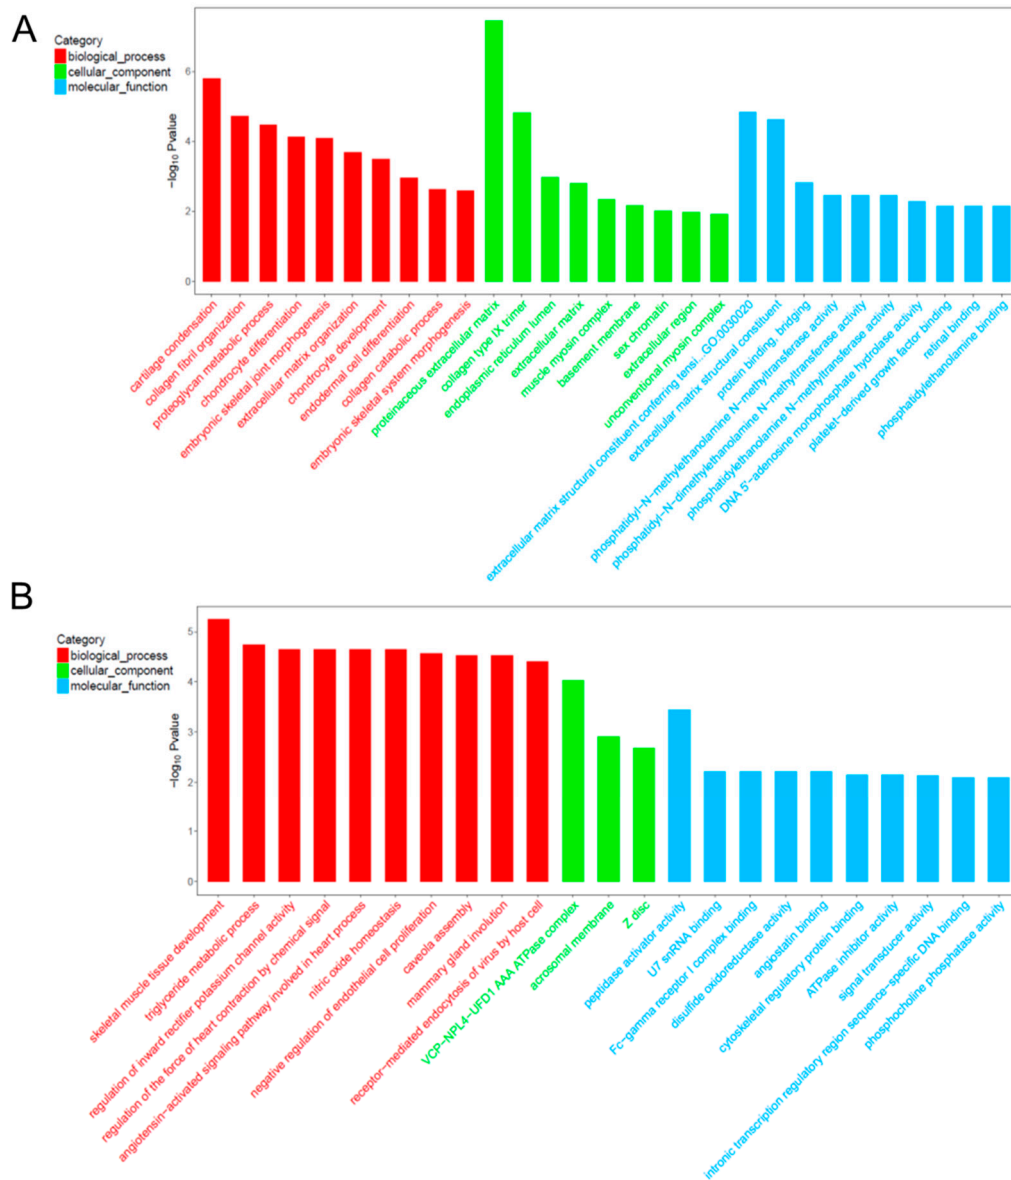 A
Category
biological_process
cellular_component
molecular_function
−log10 Pvalue
6
4
2
0
cartilage condensation
collagen fibril organization
proteoglycan metabolic process
chondrocyte differentiation
embryonic skeletal joint morphogenesis
extracellular matrix organization
chondrocyte development
endodermal cell differentiation
collagen catabolic process
embryonic skeletal system morphogenesis
proteinaceous extracellular matrix
collagen type IX trimer
endoplasmic reticulum lumen
extracellular matrix
muscle myosin complex
basement membrane
sex chromatin
extracellular region
unconventional myosin complex
extracellular matrix structural constituent conferring tensi...GO:0030020
extracellular matrix structural constituent
protein binding, bridging
phosphatidyl−N−methylethanolamine N−methyltransferase activity
phosphatidyl−N−dimethylethanolamine N−methyltransferase activity
phosphatidylethanolamine N−methyltransferase activity
DNA 5'−adenosine monophosphate hydrolase activity
platelet−derived growth factor binding
retinal binding
phosphatidylethanolamine binding
B
Category
biological_process
cellular_component
molecular_function
−log10 Pvalue
5
4
3
2
1
0
skeletal muscle tissue development
triglyceride metabolic process
regulation of inward rectifier potassium channel activity
regulation of the force of heart contraction by chemical signal
angiotensin−activated signaling pathway involved in heart process
nitric oxide homeostasis
negative regulation of endothelial cell proliferation
caveola assembly
mammary gland involution
receptor−mediated endocytosis of virus by host cell
VCP−NPL4−UFD1 AAA ATPase complex
acrosomal membrane
Z disc
peptidase activator activity
U7 snRNA binding
Fc−gamma receptor I complex binding
disulfide oxidoreductase activity
angiostatin binding
cytoskeletal regulatory protein binding
ATPase inhibitor activity
signal transducer activity
intronic transcription regulatory region sequence−specific DNA binding
phosphocholine phosphatase activity